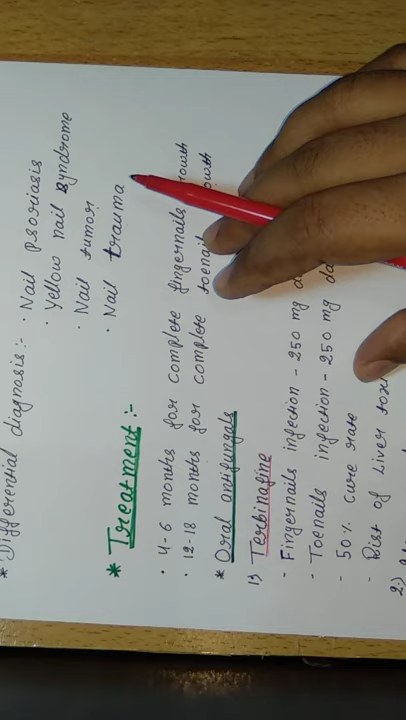 * Differential diagnosis :- • Nail psoriasis
• Yellow nail syndrome
• Nail tumor
• Nail trauma
* Treatment :-
• 4-6 months for complete fingernails
• 12-18 months for complete toenail
* Oral antifungals
1) Terbinafine
- Fingernails infection - 250 mg
- Toenails infection - 250 mg
- 50% cure rate
- Risk of Liver
2)